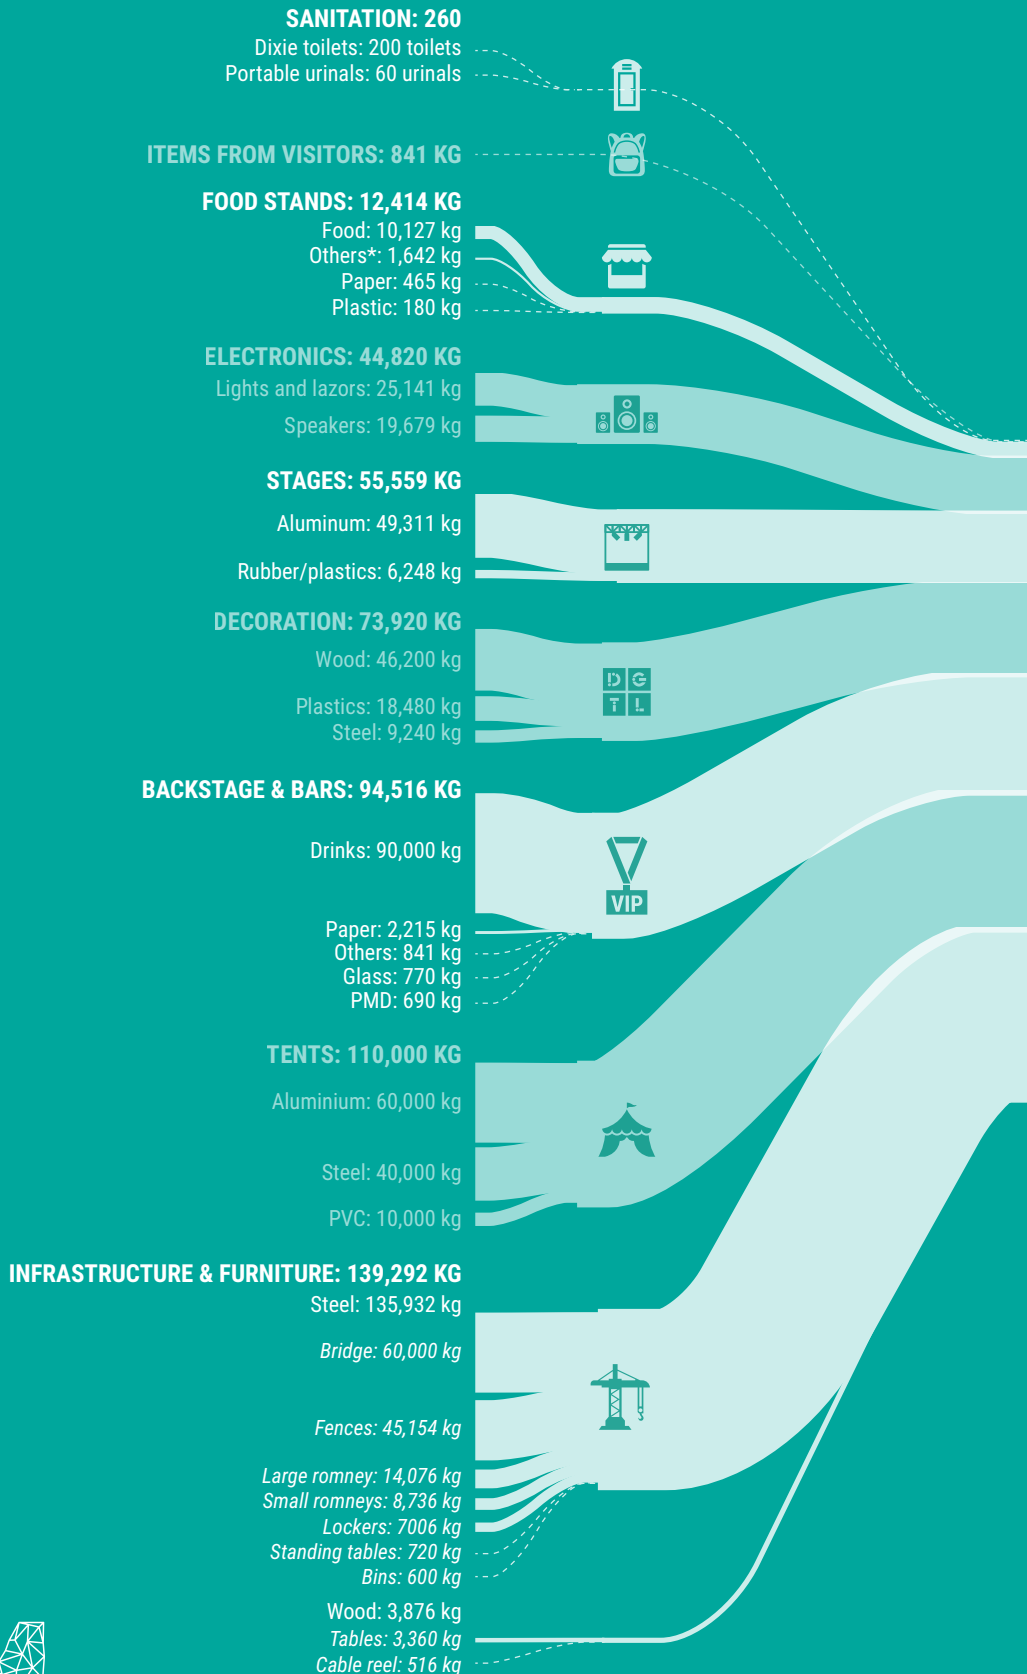 SANITATION: 260
Dixie toilets: 200 toilets
Portable urinals: 60 urinals
ITEMS FROM VISITORS: 841 KG
FOOD STANDS: 12,414 KG
Food: 10,127 kg
Others*: 1,642 kg
Paper: 465 kg
Plastic: 180 kg
ELECTRONICS: 44,820 KG
Lights and lazors: 25,141 kg
Speakers: 19,679 kg
STAGES: 55,559 KG
Aluminum: 49,311 kg
Rubber/plastics: 6,248 kg
DECORATION: 73,920 KG
Wood: 46,200 kg
DG
TL
Plastics: 18,480 kg
Steel: 9,240 kg
BACKSTAGE & BARS: 94,516 KG
Drinks: 90,000 kg
VIP
Paper: 2,215 kg
Others: 841 kg
Glass: 770 kg
PMD: 690 kg
TENTS: 110,000 KG
Aluminium: 60,000 kg
Steel: 40,000 kg
PVC: 10,000 kg
INFRASTRUCTURE & FURNITURE: 139,292 KG
Steel: 135,932 kg
Bridge: 60,000 kg
Fences: 45,154 kg
Large romney: 14,076 kg
Small romneys: 8,736 kg
Lockers: 7006 kg
Standing tables: 720 kg
Bins: 600 kg
Wood: 3,876 kg
Tables: 3,360 kg
Cable reel: 516 kg